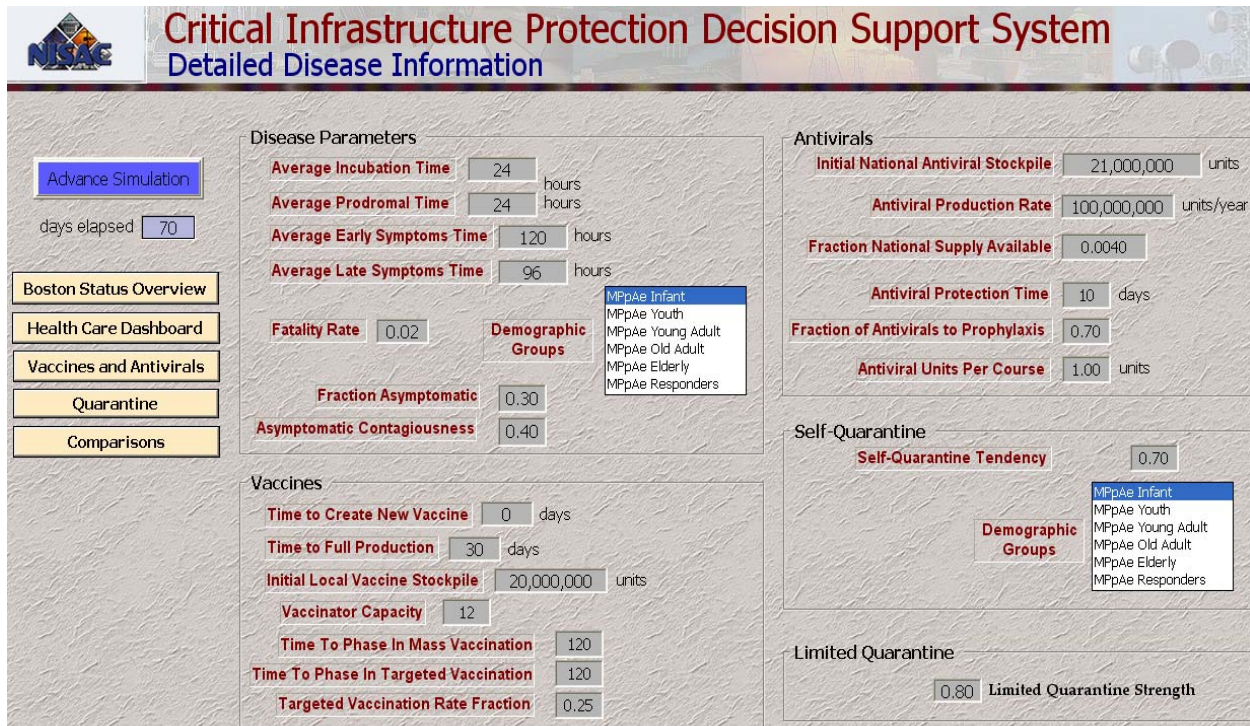 NISAC
Critical Infrastructure Protection Decision Support System
Detailed Disease Information
Advance Simulation
days elapsed 70
Boston Status Overview
Health Care Dashboard
Vaccines and Antivirals
Quarantine
Comparisons
Disease Parameters
Average Incubation Time 24 hours
Average Prodromal Time 24 hours
Average Early Symptoms Time 120 hours
Average Late Symptoms Time 96 hours
Fatality Rate 0.02
Demographic
Groups
MPpAe Infant
MPpAe Youth
MPpAe Young Adult
MPpAe Old Adult
MPpAe Elderly
MPpAe Responders
Fraction Asymptomatic 0.30
Asymptomatic Contagiousness 0.40
Vaccines
Time to Create New Vaccine 0 days
Time to Full Production 30 days
Initial Local Vaccine Stockpile 20,000,000 units
Vaccinator Capacity 12
Time To Phase In Mass Vaccination 120
Time To Phase In Targeted Vaccination 120
Targeted Vaccination Rate Fraction 0.25
Antivirals
Initial National Antiviral Stockpile 21,000,000 units
Antiviral Production Rate 100,000,000 units/year
Fraction National Supply Available 0.0040
Antiviral Protection Time 10 days
Fraction of Antivirals to Prophylaxis 0.70
Antiviral Units Per Course 1.00 units
Self-Quarantine
Self-Quarantine Tendency 0.70
Demographic
Groups
MPpAe Infant
MPpAe Youth
MPpAe Young Adult
MPpAe Old Adult
MPpAe Elderly
MPpAe Responders
Limited Quarantine
0.80 Limited Quarantine Strength